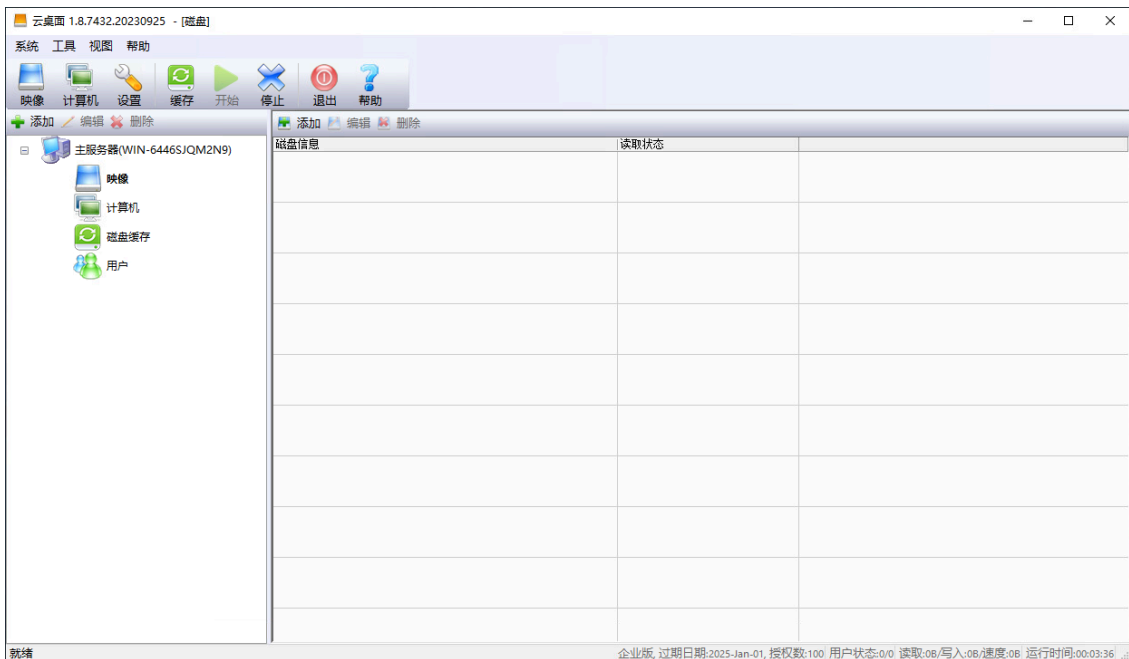 云桌面 1.8.7432.20230925 - [磁盘]
系统 工具 视图 帮助
映像 计算机 设置 缓存 开始 停止 退出 帮助
添加 编辑 删除
添加 编辑 删除
磁盘信息 读取状态
主服务器(WIN-6446SJQM2N9)
映像
计算机
磁盘缓存
用户
就绪 企业版, 过期日期:2025-Jan-01, 授权数:100 用户状态:0/0 读取:0B/写入:0B/速度:0B 运行时间:00:03:36